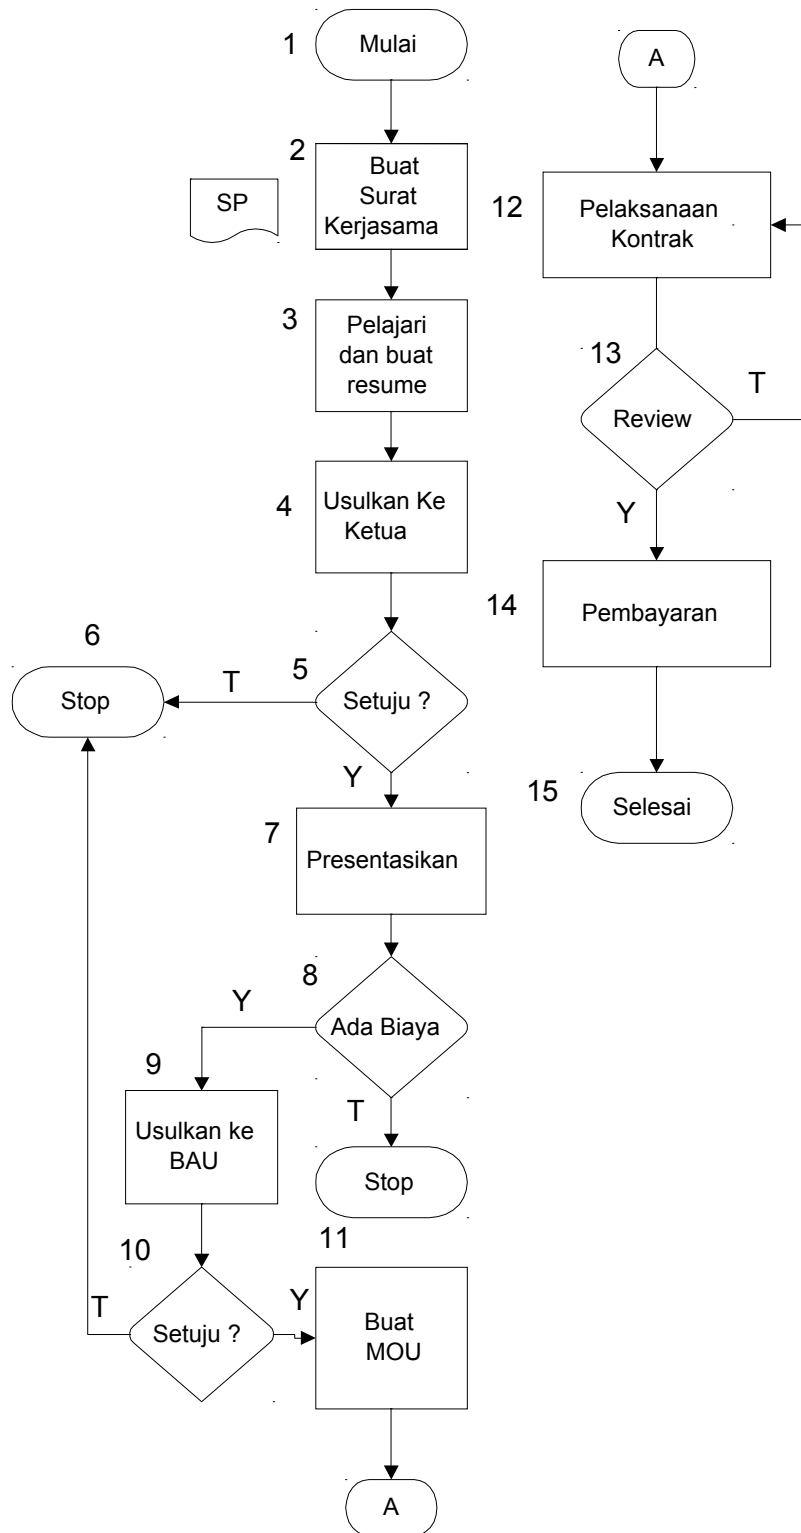 1
Mulai
2
Buat
Surat
Kerjasama
SP
3
Pelajari
dan buat
resume
4
Usulkan Ke
Ketua
5
Setuju ?
T
6
Stop
Y
7
Presentasikan
8
Ada Biaya
Y
T
9
Usulkan ke
BAU
Stop
10
Setuju ?
T
Y
11
Buat
MOU
A
A
12
Pelaksanaan
Kontrak
13
Review
T
Y
14
Pembayaran
15
Selesai